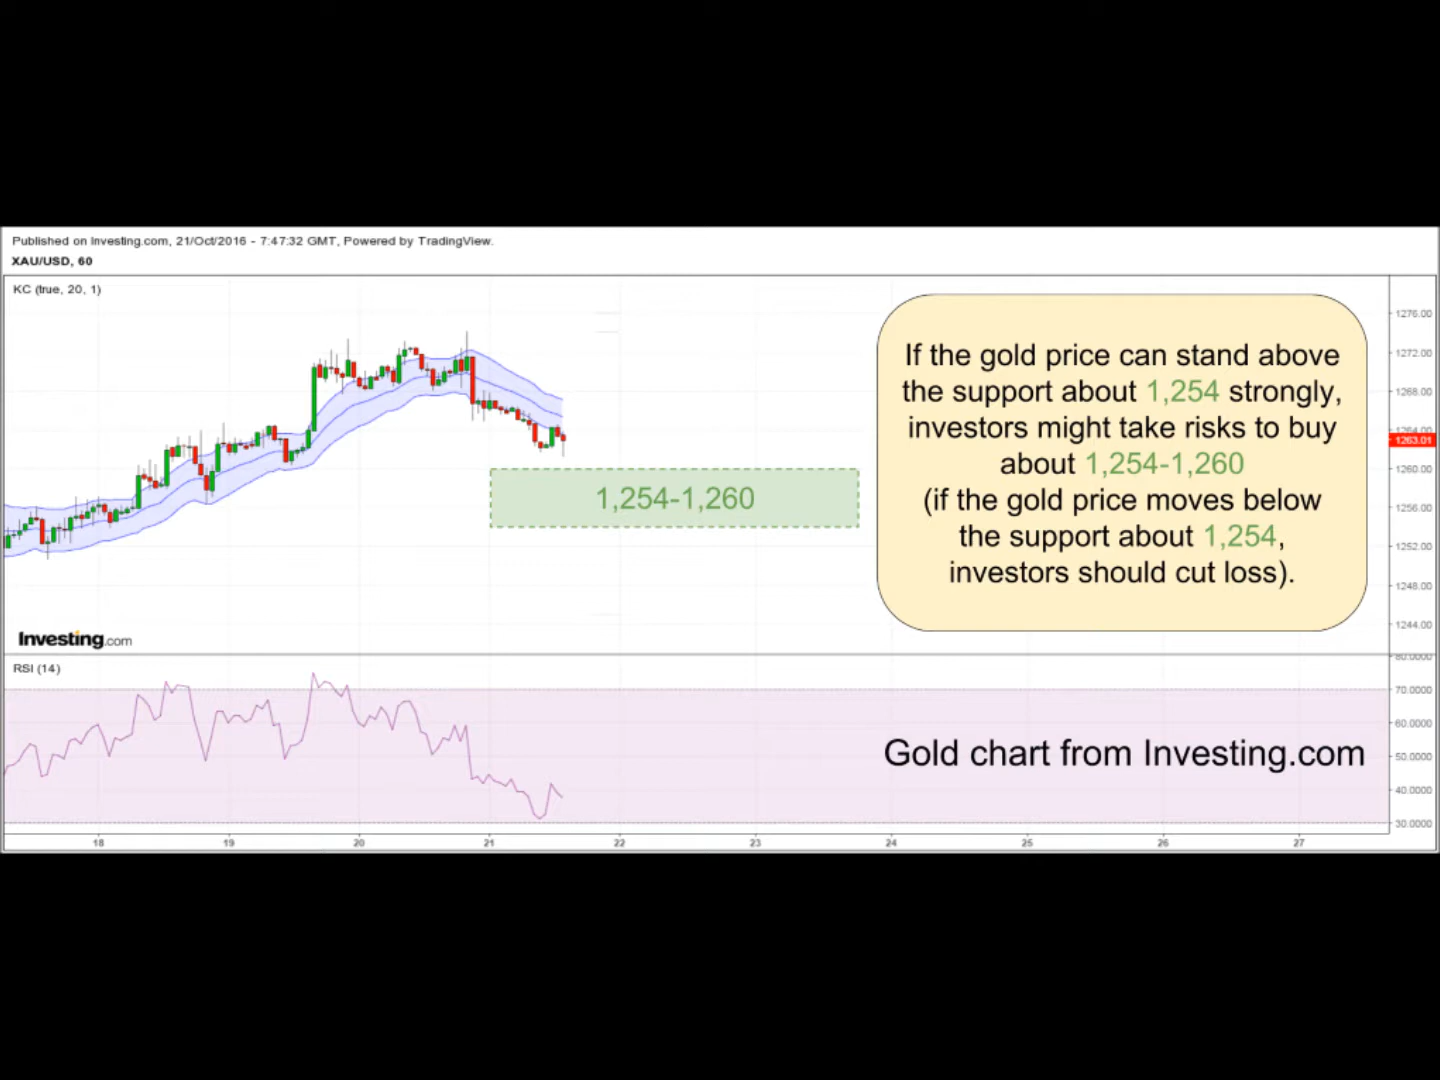 Published on Investing.com, 21/Oct/2016 - 7:47:32 GMT, Powered by TradingView.
XAU/USD, 60
KC (true, 20, 1)
1276.00
1272.00
1268.00
1264.00
1263.01
1260.00
1256.00
1252.00
1248.00
1244.00
If the gold price can stand above
the support about 1,254 strongly,
investors might take risks to buy
about 1,254-1,260
(if the gold price moves below
the support about 1,254,
investors should cut loss).
1,254-1,260
Investing.com
RSI (14)
80.0000
70.0000
60.0000
50.0000
40.0000
30.0000
Gold chart from Investing.com
18 19 20 21 22 23 24 25 26 27